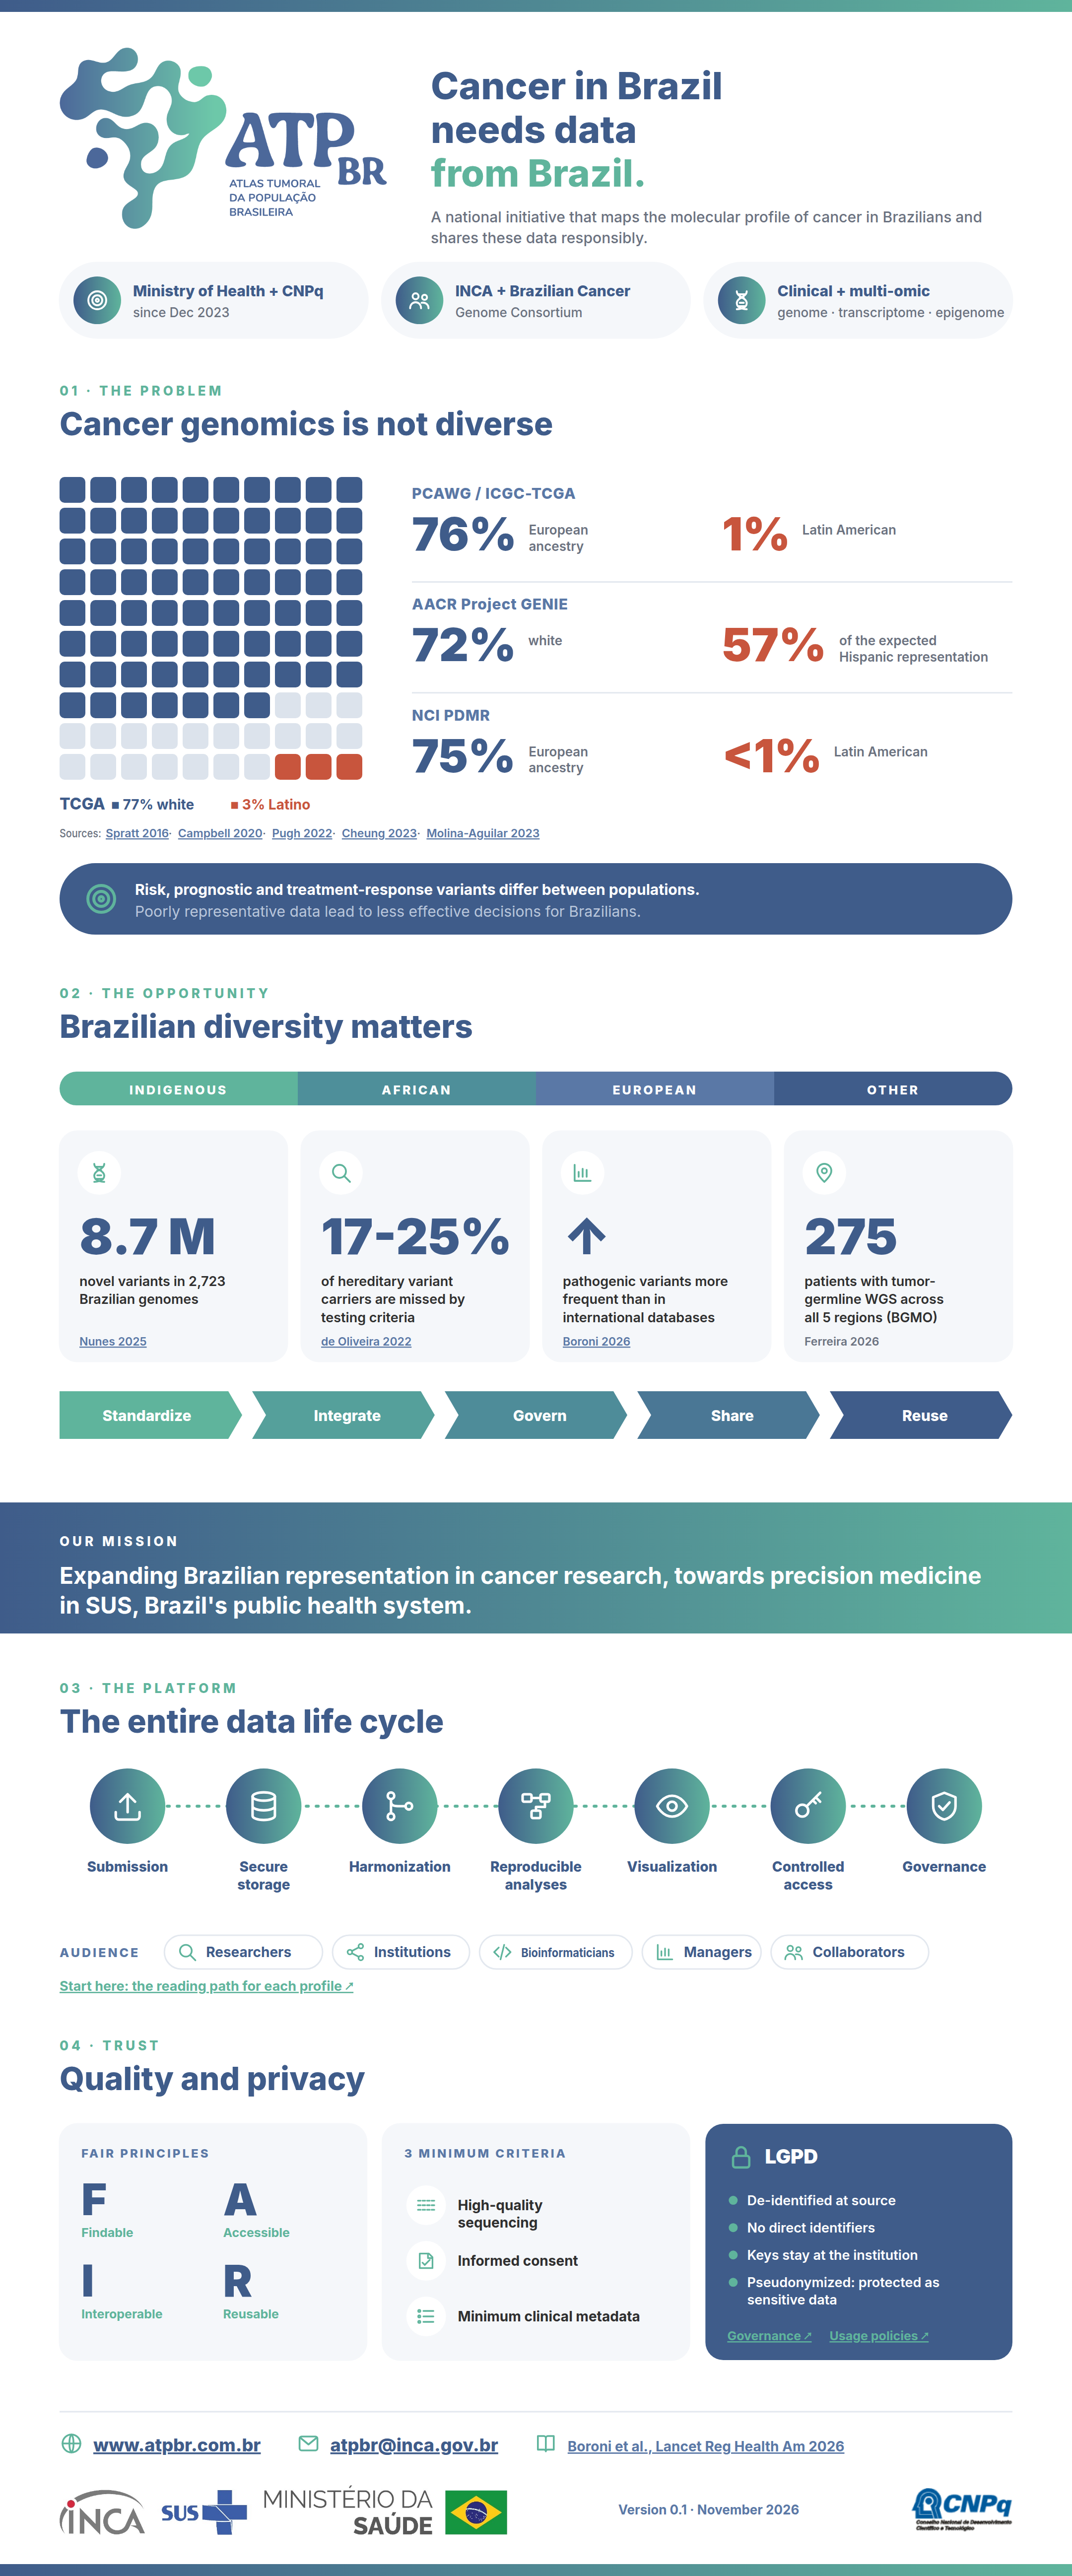 ATP
BR
ATLAS TUMORAL
DA POPULAÇÃO
BRASILEIRA
Cancer in Brazil
needs data
from Brazil.
A national initiative that maps the molecular profile of cancer in Brazilians and
shares these data responsibly.
Ministry of Health + CNPq
since Dec 2023
INCA + Brazilian Cancer
Genome Consortium
Clinical + multi-omic
genome · transcriptome · epigenome
01 · THE PROBLEM
Cancer genomics is not diverse
PCAWG / ICGC-TCGA
76% European
ancestry
1% Latin American
AACR Project GENIE
72% white
57% of the expected
Hispanic representation
NCI PDMR
75% European
ancestry
<1% Latin American
TCGA ■ 77% white ■ 3% Latino
Sources: Spratt 2016· Campbell 2020· Pugh 2022· Cheung 2023· Molina-Aguilar 2023
Risk, prognostic and treatment-response variants differ between populations.
Poorly representative data lead to less effective decisions for Brazilians.
02 · THE OPPORTUNITY
Brazilian diversity matters
INDIGENOUS AFRICAN EUROPEAN OTHER
8.7 M
novel variants in 2,723
Brazilian genomes
Nunes 2025
17-25%
of hereditary variant
carriers are missed by
testing criteria
de Oliveira 2022
↑
pathogenic variants more
frequent than in
international databases
Boroni 2026
275
patients with tumor-
germline WGS across
all 5 regions (BGMO)
Ferreira 2026
Standardize Integrate Govern Share Reuse
OUR MISSION
Expanding Brazilian representation in cancer research, towards precision medicine
in SUS, Brazil's public health system.
03 · THE PLATFORM
The entire data life cycle
Submission
Secure
storage
Harmonization
Reproducible
analyses
Visualization
Controlled
access
Governance
AUDIENCE Researchers Institutions Bioinformaticians Managers Collaborators
Start here: the reading path for each profile ↗
04 · TRUST
Quality and privacy
FAIR PRINCIPLES
F
Findable
A
Accessible
I
Interoperable
R
Reusable
3 MINIMUM CRITERIA
High-quality
sequencing
Informed consent
Minimum clinical metadata
LGPD
De-identified at source
No direct identifiers
Keys stay at the institution
Pseudonymized: protected as
sensitive data
Governance ↗ Usage policies ↗
www.atpbr.com.br atpbr@inca.gov.br Boroni et al., Lancet Reg Health Am 2026
INCA
SUS
MINISTÉRIO DA
SAÚDE
Version 0.1 · November 2026
CNPq
Conselho Nacional de Desenvolvimento
Científico e Tecnológico